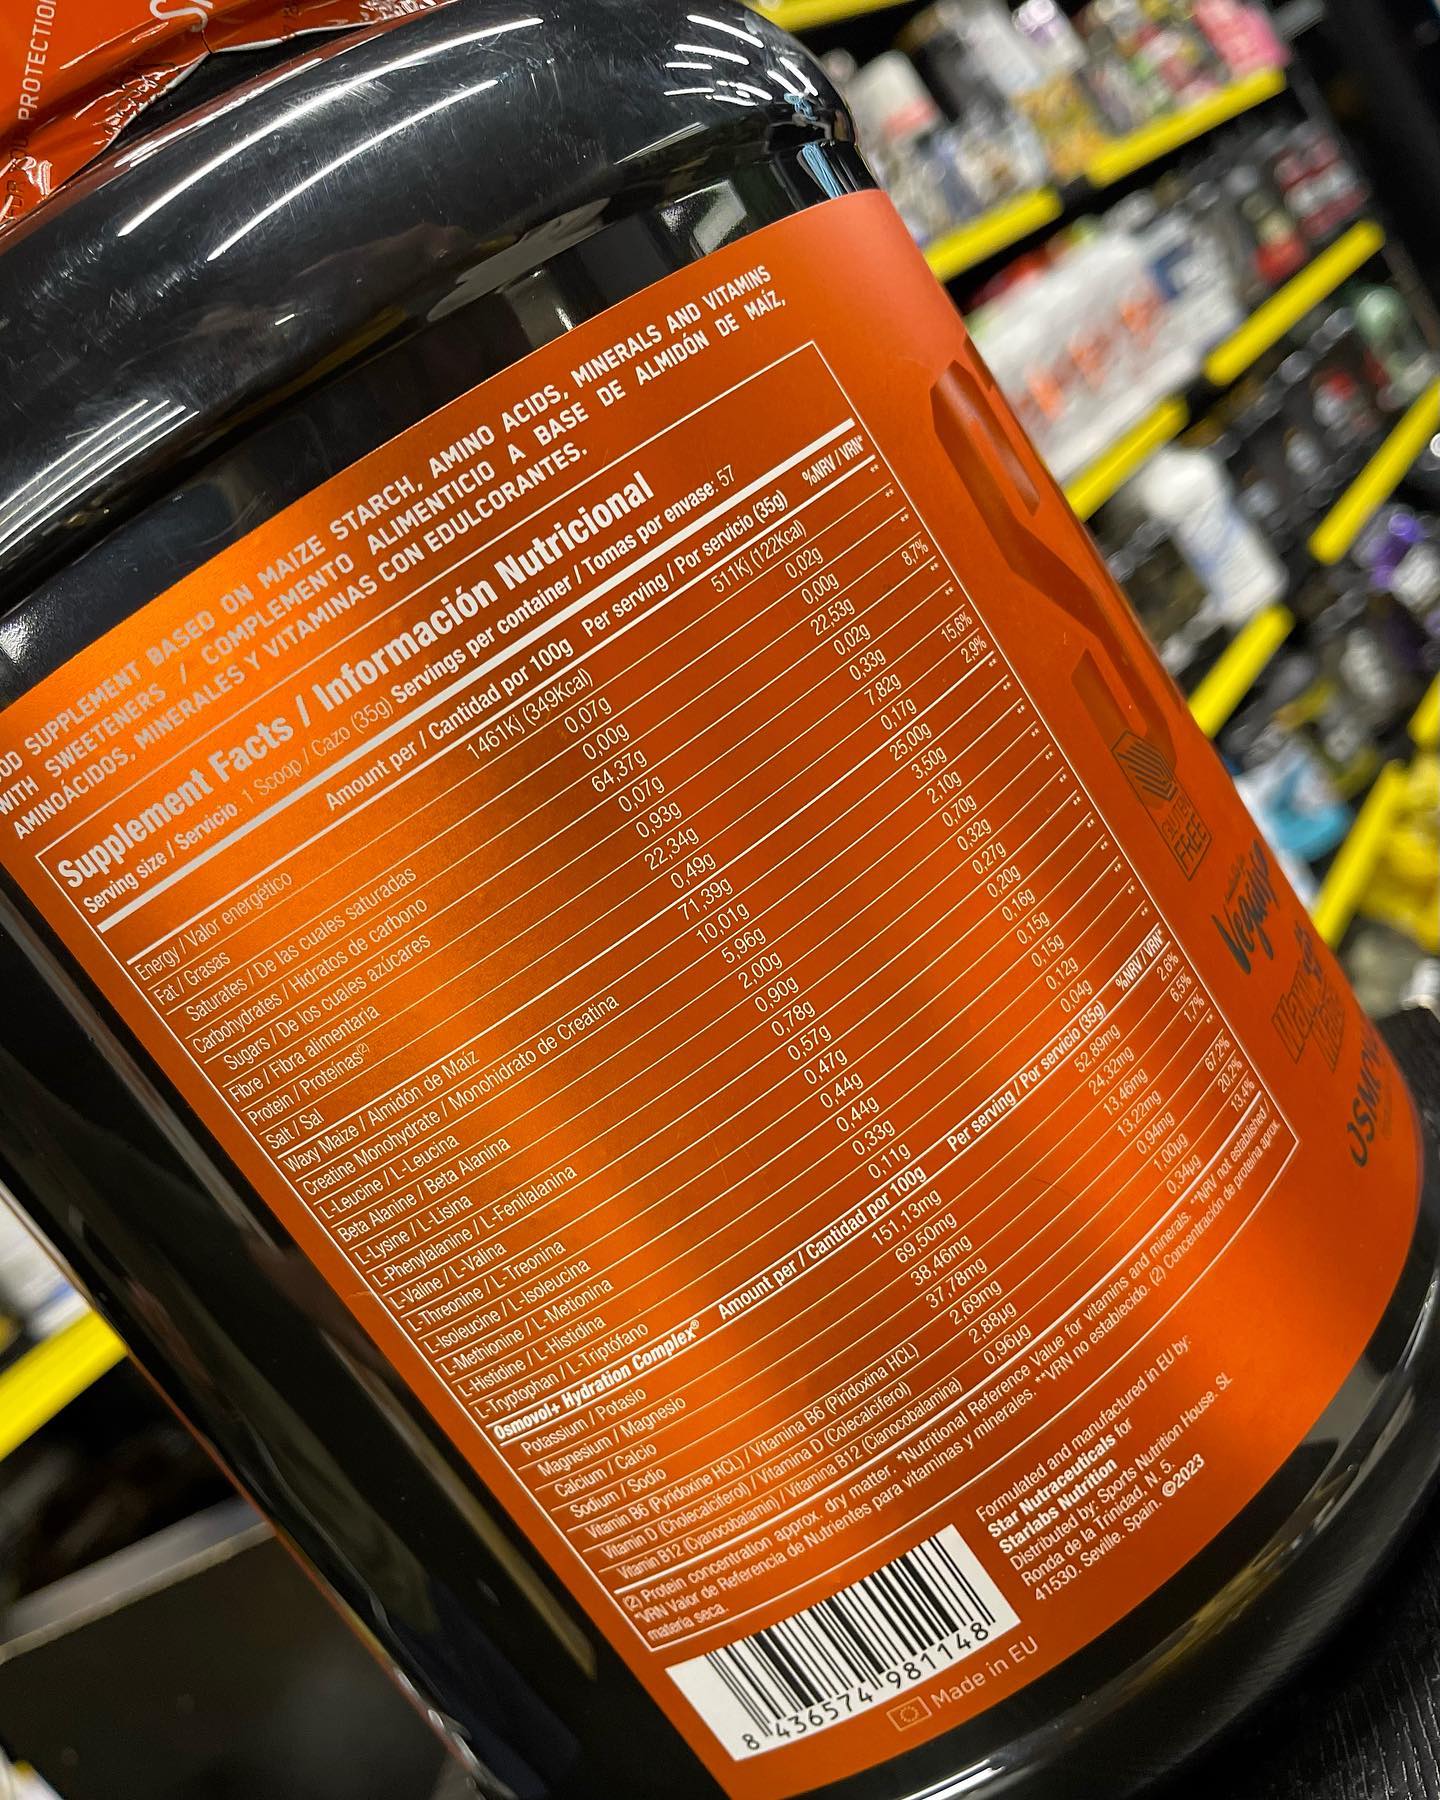 PROTECTION
OOD SUPPLEMENT BASED ON MAIZE STARCH, AMINO ACIDS, MINERALS AND VITAMINS
WITH SWEETENERS / COMPLEMENTO ALIMENTICIO A BASE DE ALMIDÓN DE MAÍZ,
AMINOÁCIDOS, MINERALES Y VITAMINAS CON EDULCORANTES.
Supplement Facts / Información Nutricional
Serving size / Servicio. 1 Scoop / Cazo (35g) Servings per container / Tomas por envase: 57
Amount per / Cantidad por 100g Per serving / Por servicio (35g) %NRV / VRN*
Energy / Valor energético 1461Kj (349Kcal) 511Kj (122Kcal) **
Fat / Grasas 0,07g 0,02g **
Saturates / De las cuales saturadas 0,00g 0,00g **
Carbohydrates / Hidratos de carbono 64,37g 22,53g 8,7%
Sugars / De los cuales azúcares 0,07g 0,02g **
Fibre / Fibra alimentaria 0,93g 0,33g **
Protein / Proteínas(2) 22,34g 7,82g 15,6%
Salt / Sal 0,49g 0,17g 2,9%
Waxy Maize / Almidón de Maíz 71,39g 25,00g **
Creatine Monohydrate / Monohidrato de Creatina 10,01g 3,50g **
L-Leucine / L-Leucina 5,96g 2,10g **
Beta Alanine / Beta Alanina 2,00g 0,70g **
L-Lysine / L-Lisina 0,90g 0,32g **
L-Phenylalanine / L-Fenilalanina 0,78g 0,27g **
L-Valine / L-Valina 0,57g 0,20g **
L-Threonine / L-Treonina 0,47g 0,16g **
L-Isoleucine / L-Isoleucina 0,44g 0,15g **
L-Methionine / L-Metionina 0,44g 0,15g **
L-Histidine / L-Histidina 0,33g 0,12g **
L-Tryptophan / L-Triptófano 0,11g 0,04g **
Osmovol+ Hydration Complex® Amount per / Cantidad por 100g Per serving / Por servicio (35g) %NRV / VRN*
Potassium / Potasio 151,13mg 52,89mg 2,6%
Magnesium / Magnesio 69,50mg 24,32mg 6,5%
Calcium / Calcio 38,46mg 13,46mg 1,7%
Sodium / Sodio 37,78mg 13,22mg **
Vitamin B6 (Pyridoxine HCL) / Vitamina B6 (Piridoxina HCL) 2,69mg 0,94mg 67,2%
Vitamin D (Cholecalciferol) / Vitamina D (Colecalciferol) 2,88µg 1,00µg 20,2%
Vitamin B12 (Cyanocobalamin) / Vitamina B12 (Cianocobalamina) 0,96µg 0,34µg 13,4%
(2) Protein concentration approx. dry matter. *Nutritional Reference Value for vitamins and minerals. **NRV not established /
*VRN Valor de Referencia de Nutrientes para vitaminas y minerales. **VRN no establecido. (2) Concentración de proteína aprox.
materia seca.
GLUTEN
FREE
Veggie
OSMOV
8 436574 981148
Made in EU
Formulated and manufactured in EU by:
Star Nutraceuticals for
Starlabs Nutrition
Distributed by: Sports Nutrition House. SL
Ronda de la Trinidad, N. 5.
41530. Seville. Spain. ©2023